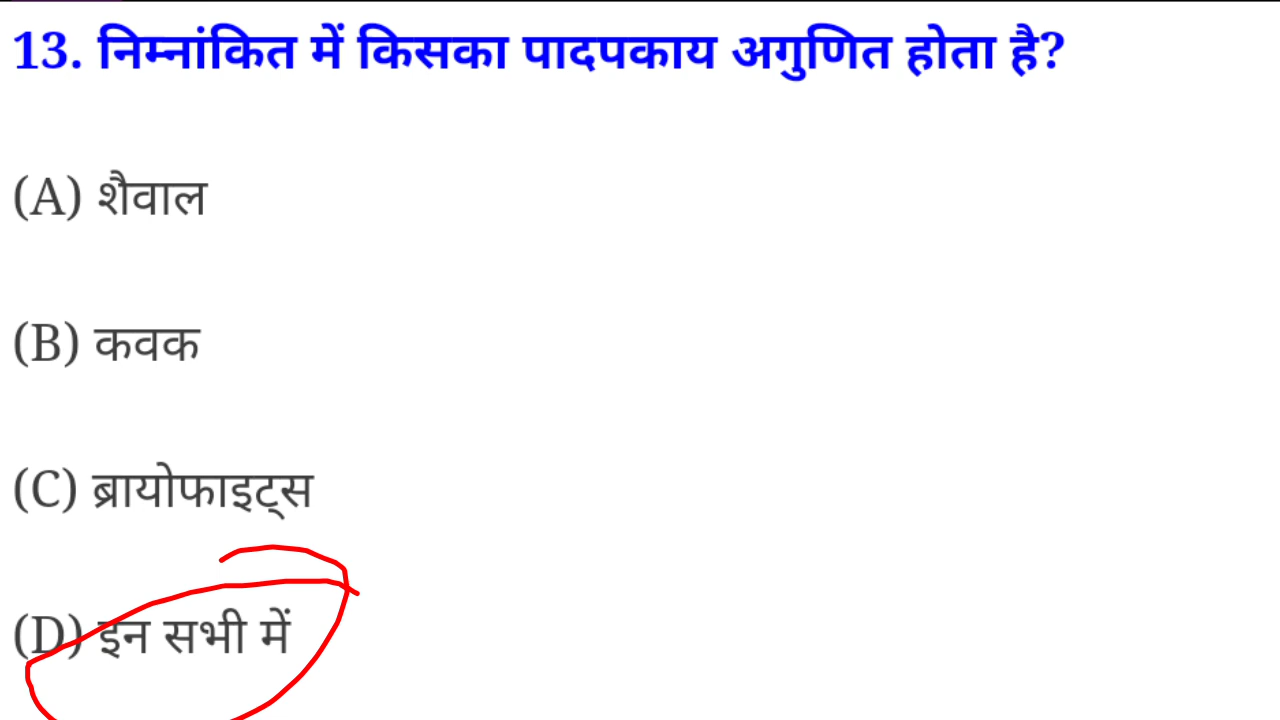 13. निम्नांकित में किसका पादपकाय अगुणित होता है?
(A) शैवाल
(B) कवक
(C) ब्रायोफाइट्स
(D) इन सभी में